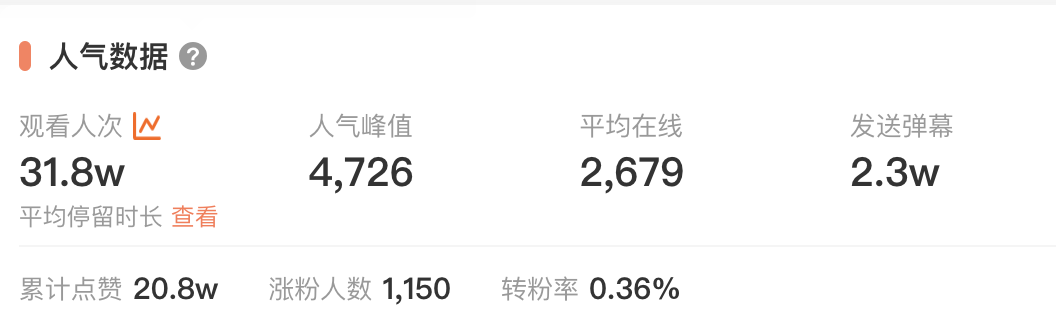 人气数据 ?
观看人次 人气峰值 平均在线 发送弹幕
31.8w 4,726 2,679 2.3w
平均停留时长 查看
累计点赞 20.8w 涨粉人数 1,150 转粉率 0.36%